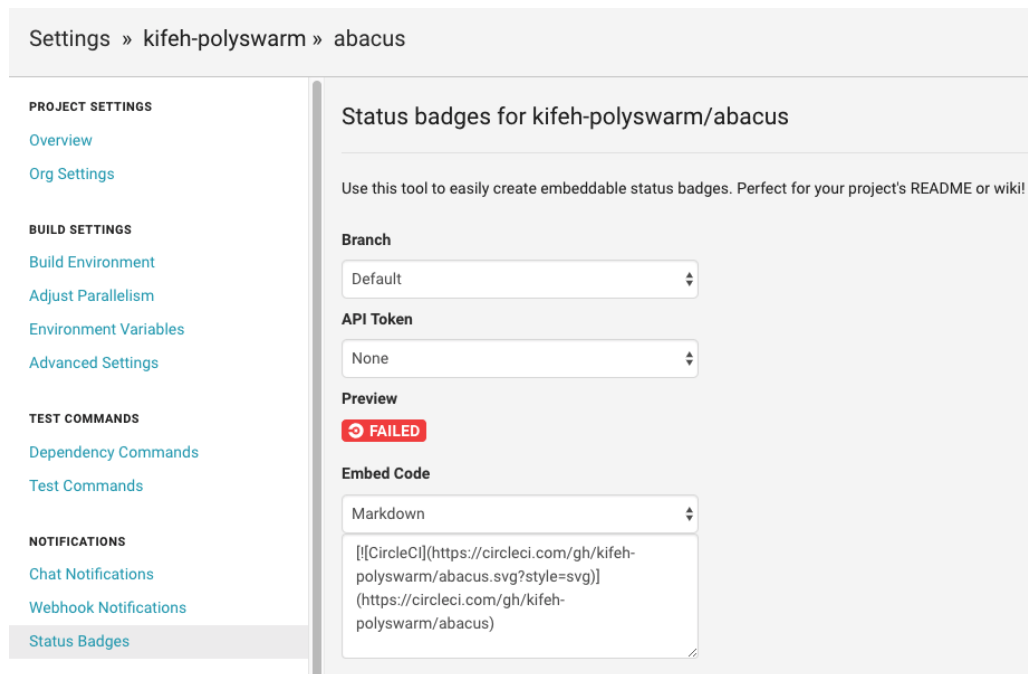 Settings » kifeh-polyswarm » abacus
PROJECT SETTINGS
Overview
Org Settings
BUILD SETTINGS
Build Environment
Adjust Parallelism
Environment Variables
Advanced Settings
TEST COMMANDS
Dependency Commands
Test Commands
NOTIFICATIONS
Chat Notifications
Webhook Notifications
Status Badges
Status badges for kifeh-polyswarm/abacus
Use this tool to easily create embeddable status badges. Perfect for your project's README or wiki!
Branch
Default
API Token
None
Preview
FAILED
Embed Code
Markdown
[![CircleCI](https://circleci.com/gh/kifeh-
polyswarm/abacus.svg?style=svg)]
(https://circleci.com/gh/kifeh-
polyswarm/abacus)